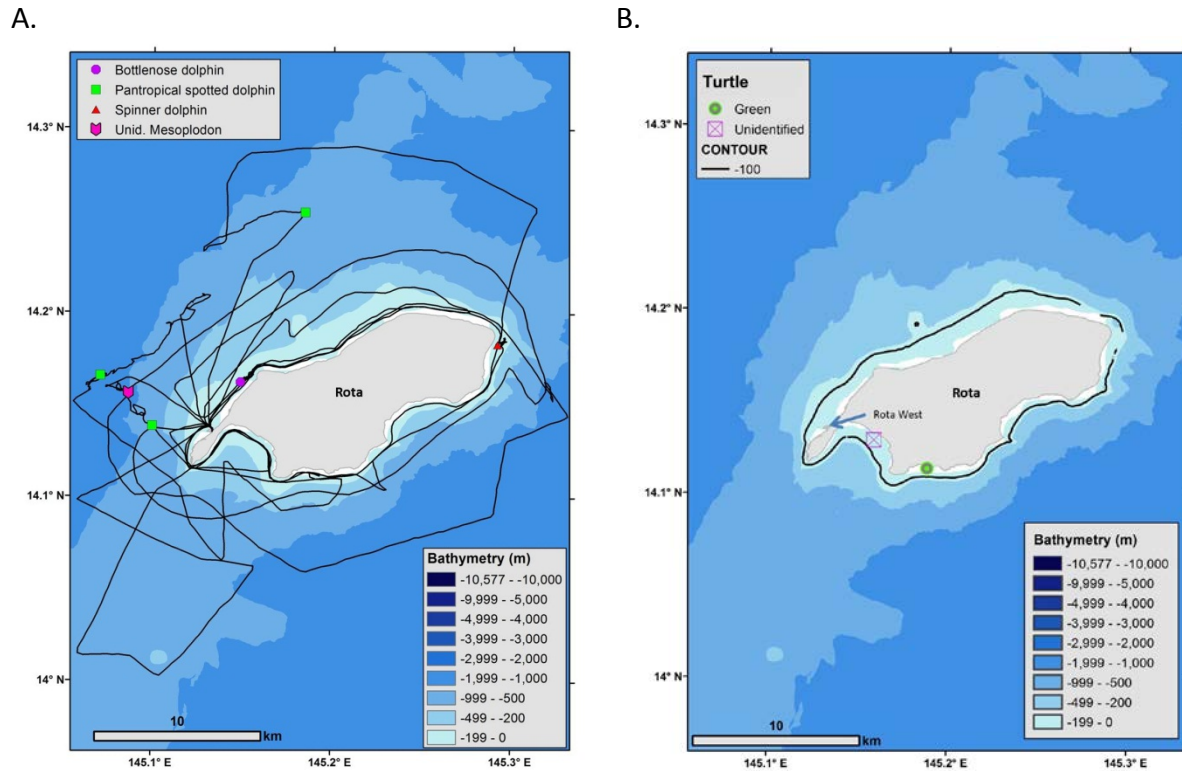 A.
Bottlenose dolphin
Pantropical spotted dolphin
Spinner dolphin
Unid. Mesoplodon
14.3° N
14.2° N
14.1° N
14° N
Rota
Bathymetry (m)
-10,577 - -10,000
-9,999 - -5,000
-4,999 - -4,000
-3,999 - -3,000
-2,999 - -2,000
-1,999 - -1,000
-999 - -500
-499 - -200
-199 - 0
10
km
145.1° E
145.2° E
145.3° E
B.
Turtle
Green
Unidentified
CONTOUR
-100
14.3° N
14.2° N
14.1° N
14° N
Rota
Rota West
Bathymetry (m)
-10,577 - -10,000
-9,999 - -5,000
-4,999 - -4,000
-3,999 - -3,000
-2,999 - -2,000
-1,999 - -1,000
-999 - -500
-499 - -200
-199 - 0
10
km
145.1° E
145.2° E
145.3° E